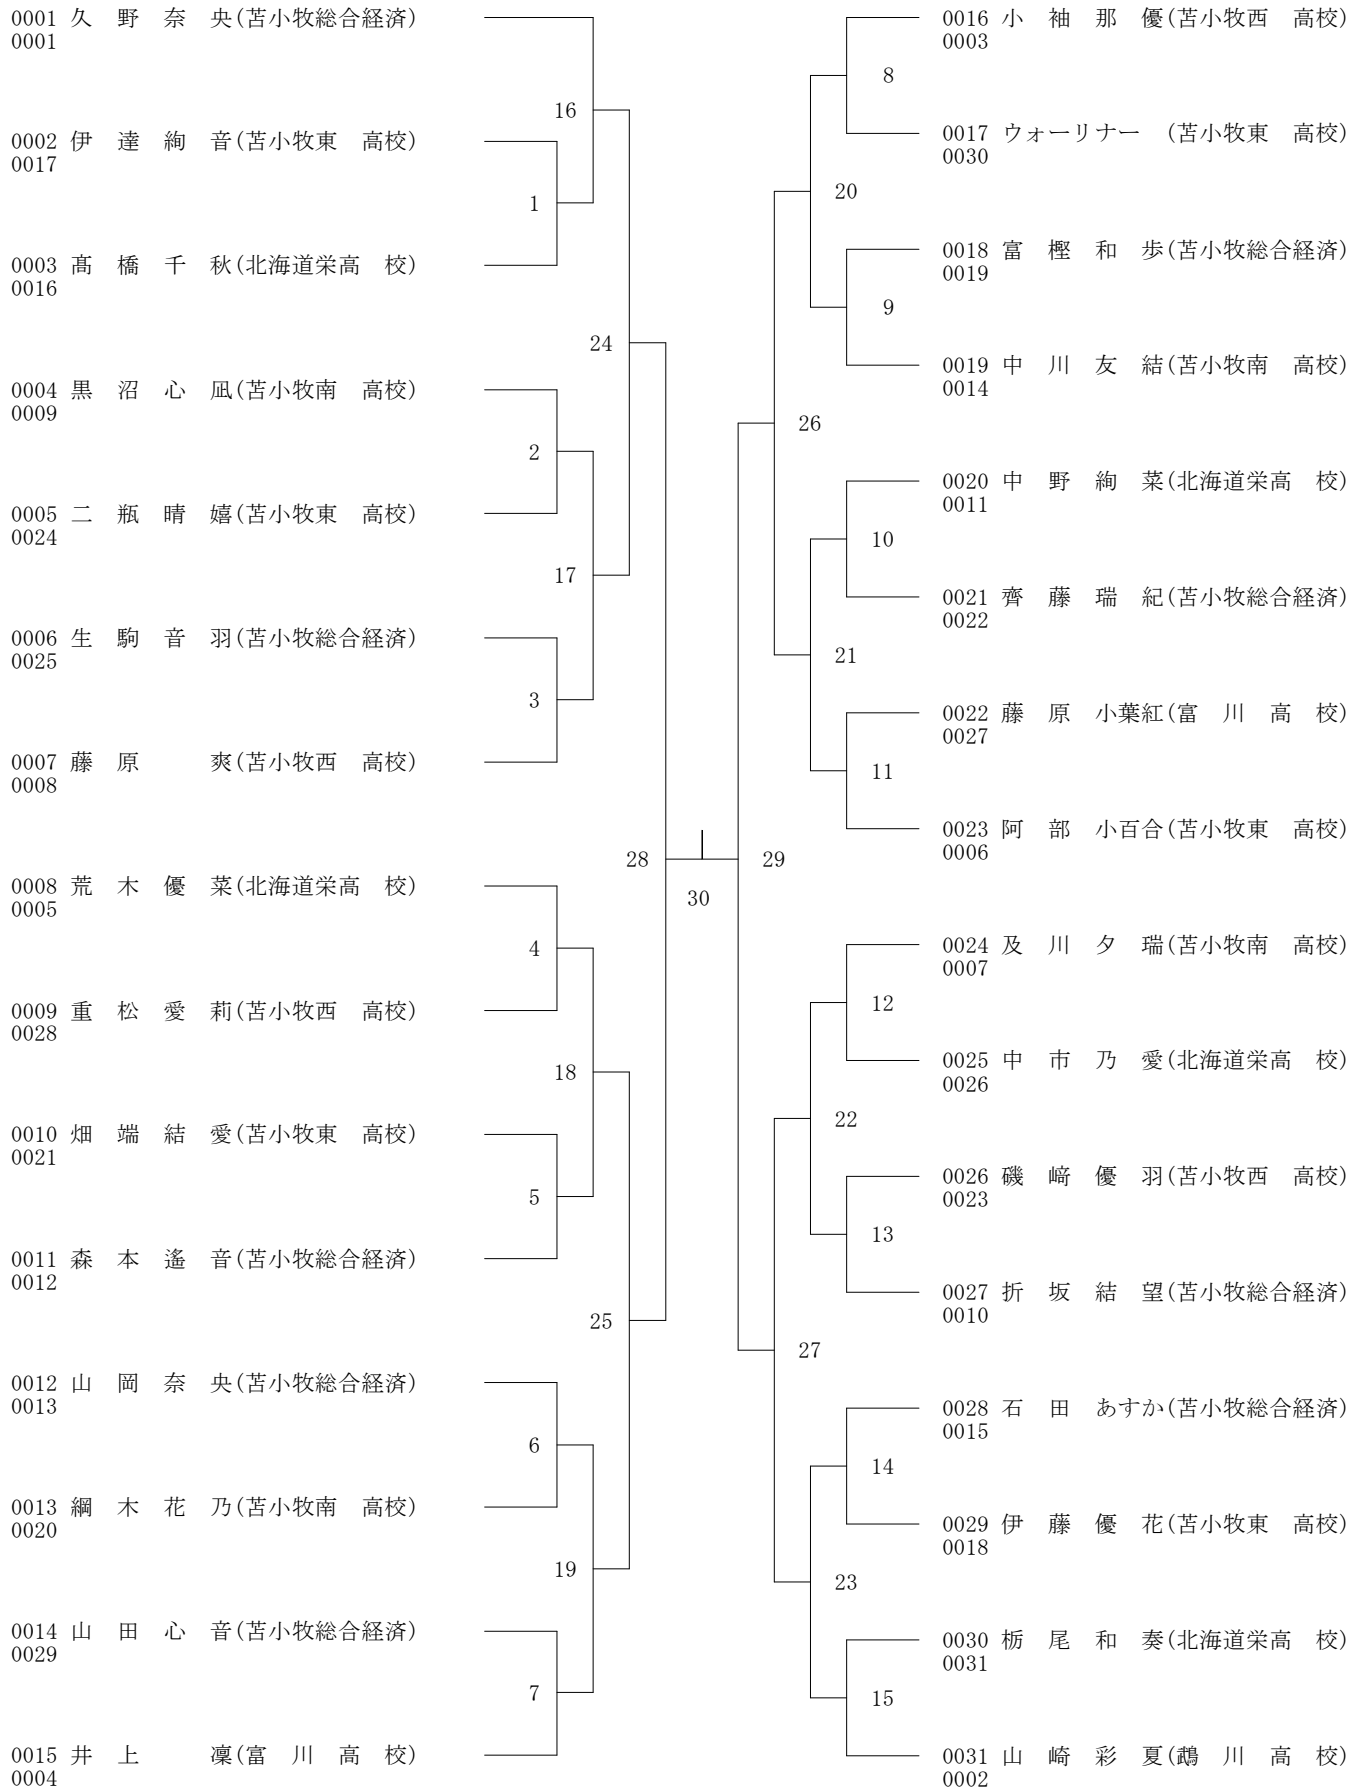 0001 久　野　奈　央(苫小牧総合経済)
0001
16
0002 伊　達　絢　音(苫小牧東　高校)
0017
1
0003 髙　橋　千　秋(北海道栄高　校)
0016
24
0004 黒　沼　心　凪(苫小牧南　高校)
0009
2
0005 二　瓶　晴　嬉(苫小牧東　高校)
0024
17
0006 生　駒　音　羽(苫小牧総合経済)
0025
3
0007 藤　原　　　爽(苫小牧西　高校)
0008
28
0008 荒　木　優　菜(北海道栄高　校)
0005
4
0009 重　松　愛　莉(苫小牧西　高校)
0028
18
0010 畑　端　結　愛(苫小牧東　高校)
0021
5
0011 森　本　遙　音(苫小牧総合経済)
0012
25
0012 山　岡　奈　央(苫小牧総合経済)
0013
6
0013 綱　木　花　乃(苫小牧南　高校)
0020
19
0014 山　田　心　音(苫小牧総合経済)
0029
7
0015 井　上　　　凜(富　川　高　校)
0004
30
0016 小　袖　那　優(苫小牧西　高校)
0003
8
0017 ウォーリナー　(苫小牧東　高校)
0030
20
0018 富　樫　和　歩(苫小牧総合経済)
0019
9
0019 中　川　友　結(苫小牧南　高校)
0014
26
0020 中　野　絢　菜(北海道栄高　校)
0011
10
0021 齊　藤　瑞　紀(苫小牧総合経済)
0022
21
0022 藤　原　小葉紅(富　川　高　校)
0027
11
0023 阿　部　小百合(苫小牧東　高校)
0006
29
0024 及　川　夕　瑞(苫小牧南　高校)
0007
12
0025 中　市　乃　愛(北海道栄高　校)
0026
22
0026 磯　﨑　優　羽(苫小牧西　高校)
0023
13
0027 折　坂　結　望(苫小牧総合経済)
0010
27
0028 石　田　あすか(苫小牧総合経済)
0015
14
0029 伊　藤　優　花(苫小牧東　高校)
0018
23
0030 栃　尾　和　奏(北海道栄高　校)
0031
15
0031 山　崎　彩　夏(鵡　川　高　校)
0002